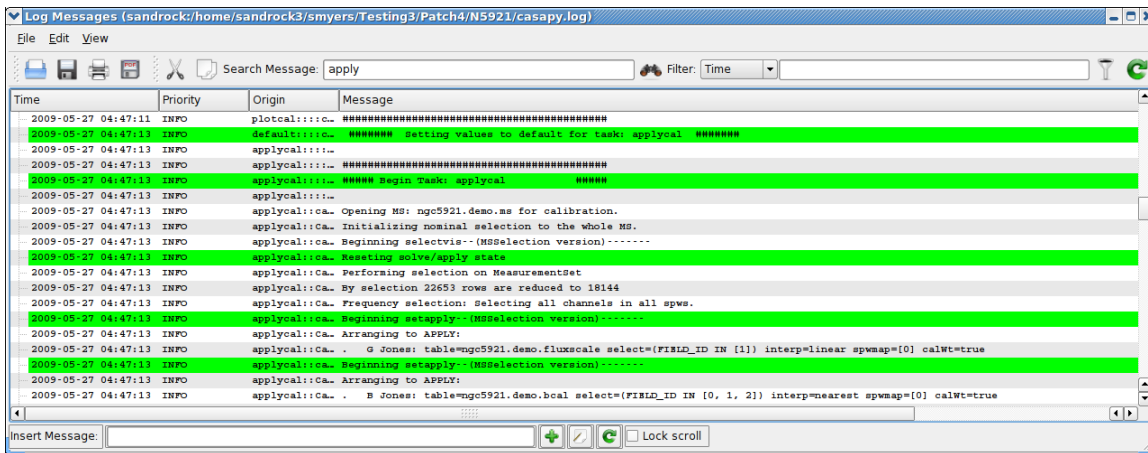 Log Messages (sandrock:/home/sandrock3/smyers/Testing3/Patch4/N5921/casapy.log)
File Edit View
Search Message: apply Filter: Time
Time Priority Origin Message
2009-05-27 04:47:11 INFO plotcal::::c… ##########################################
2009-05-27 04:47:13 INFO default::::c… ####### Setting values to default for task: applycal #######
2009-05-27 04:47:13 INFO applycal::::…
2009-05-27 04:47:13 INFO applycal::::… ##########################################
2009-05-27 04:47:13 INFO applycal::::… ##### Begin Task: applycal #####
2009-05-27 04:47:13 INFO applycal::::…
2009-05-27 04:47:13 INFO applycal::Ca… Opening MS: ngc5921.demo.ms for calibration.
2009-05-27 04:47:13 INFO applycal::Ca… Initializing nominal selection to the whole MS.
2009-05-27 04:47:13 INFO applycal::Ca… Beginning selectvis--(MSSelection version)-------
2009-05-27 04:47:13 INFO applycal::Ca… Reseting solve/apply state
2009-05-27 04:47:13 INFO applycal::Ca… Performing selection on MeasurementSet
2009-05-27 04:47:13 INFO applycal::Ca… By selection 22653 rows are reduced to 18144
2009-05-27 04:47:13 INFO applycal::Ca… Frequency selection: Selecting all channels in all spws.
2009-05-27 04:47:13 INFO applycal::Ca… Beginning setapply--(MSSelection version)-------
2009-05-27 04:47:13 INFO applycal::Ca… Arranging to APPLY:
2009-05-27 04:47:13 INFO applycal::Ca… . G Jones: table=ngc5921.demo.fluxscale select=(FIELD_ID IN [1]) interp=linear spwmap=[0] calWt=true
2009-05-27 04:47:13 INFO applycal::Ca… Beginning setapply--(MSSelection version)-------
2009-05-27 04:47:13 INFO applycal::Ca… Arranging to APPLY:
2009-05-27 04:47:13 INFO applycal::Ca… . B Jones: table=ngc5921.demo.bcal select=(FIELD_ID IN [0, 1, 2]) interp=nearest spwmap=[0] calWt=true
Insert Message: Lock scroll